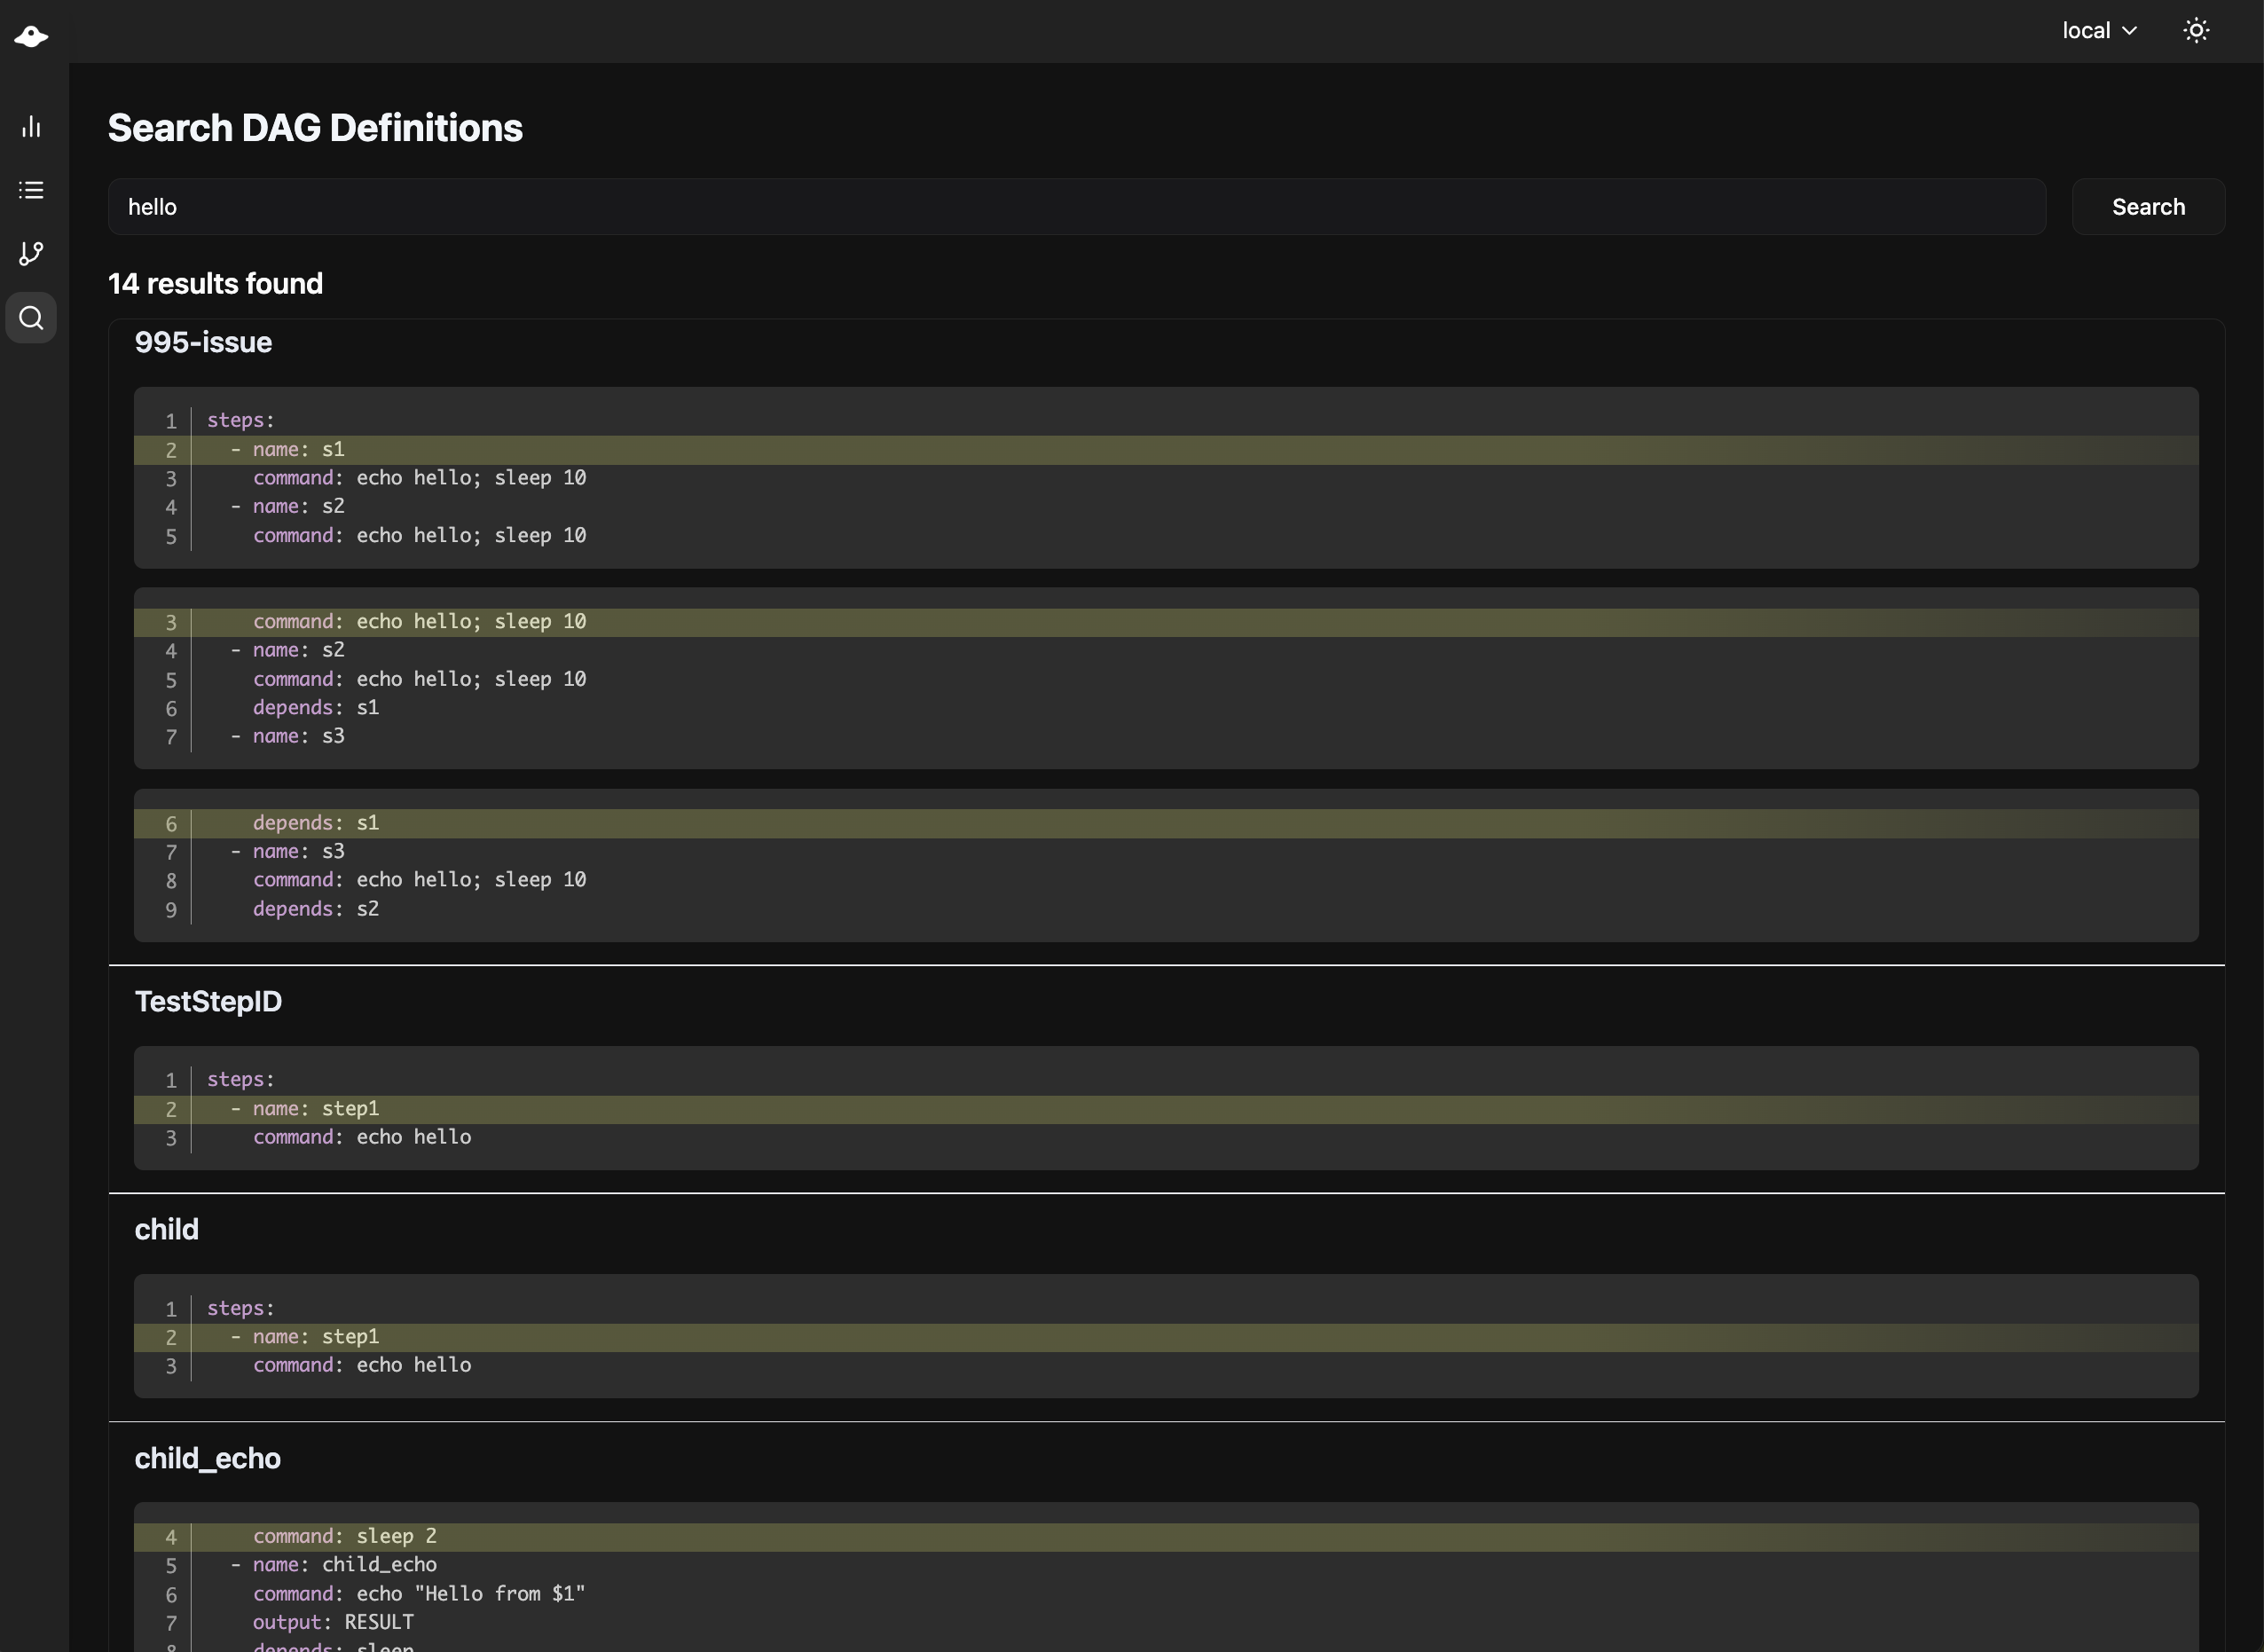 local
Search DAG Definitions
hello
Search
14 results found
995-issue
1 steps:
2   - name: s1
3     command: echo hello; sleep 10
4   - name: s2
5     command: echo hello; sleep 10
3     command: echo hello; sleep 10
4   - name: s2
5     command: echo hello; sleep 10
6     depends: s1
7   - name: s3
6     depends: s1
7   - name: s3
8     command: echo hello; sleep 10
9     depends: s2
TestStepID
1 steps:
2   - name: step1
3     command: echo hello
child
1 steps:
2   - name: step1
3     command: echo hello
child_echo
4     command: sleep 2
5   - name: child_echo
6     command: echo "Hello from $1"
7     output: RESULT
8     depends: sleep